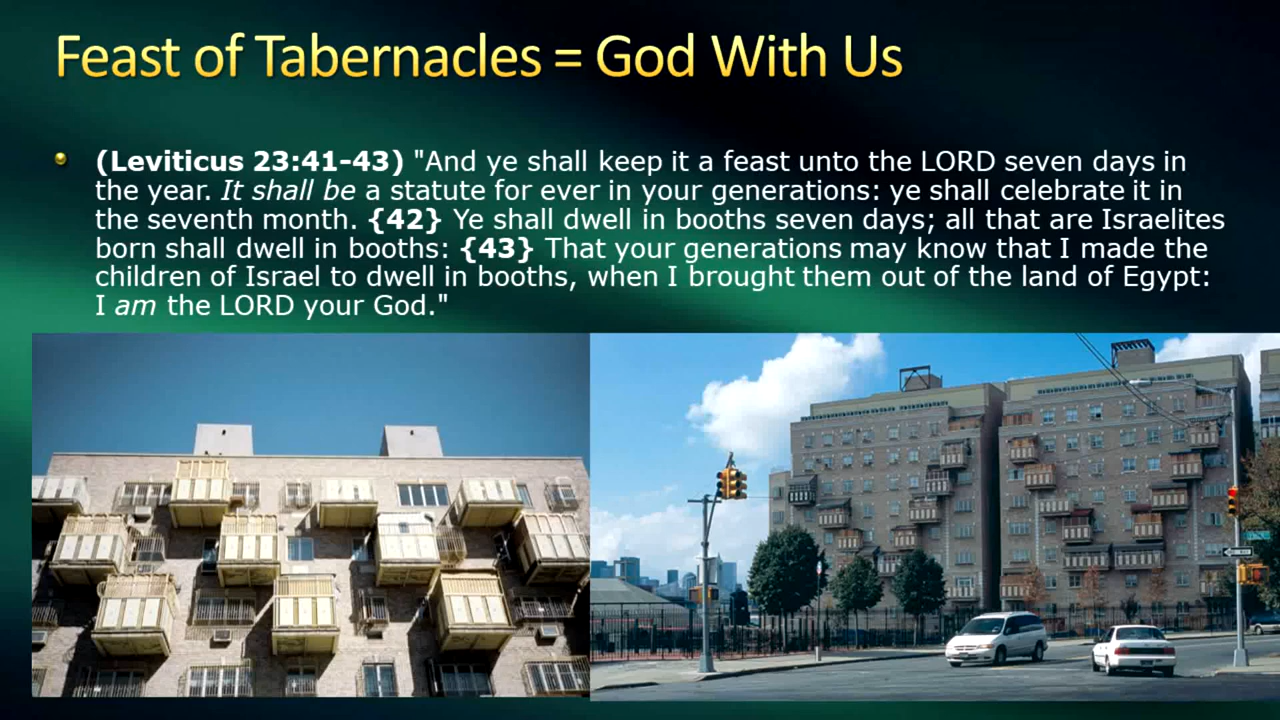 Feast of Tabernacles = God With Us
(Leviticus 23:41-43) "And ye shall keep it a feast unto the LORD seven days in
the year. It shall be a statute for ever in your generations: ye shall celebrate it in
the seventh month. {42} Ye shall dwell in booths seven days; all that are Israelites
born shall dwell in booths: {43} That your generations may know that I made the
children of Israel to dwell in booths, when I brought them out of the land of Egypt:
I am the LORD your God."